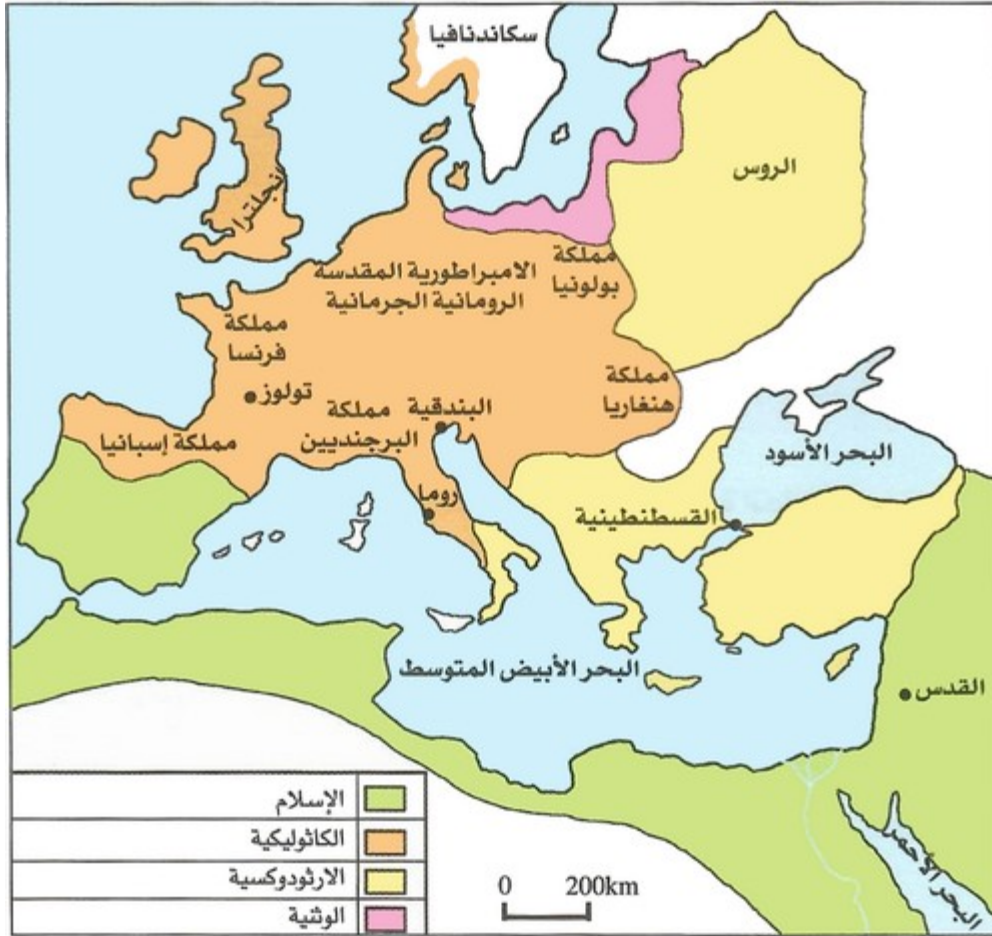 سكاندنافيا
الروس
إنجلترا
الامبراطورية المقدسة
الرومانية الجرمانية
مملكة
بولونيا
مملكة
فرنسا
تولوز
مملكة
هنغاريا
مملكة
البرجنديين
البندقية
مملكة إسبانيا
البحر الأسود
روما
القسطنطينية
البحر الأبيض المتوسط
القدس
البحر الأحمر
الإسلام
الكاثوليكية
الارثودوكسية
الوثنية
0 200km